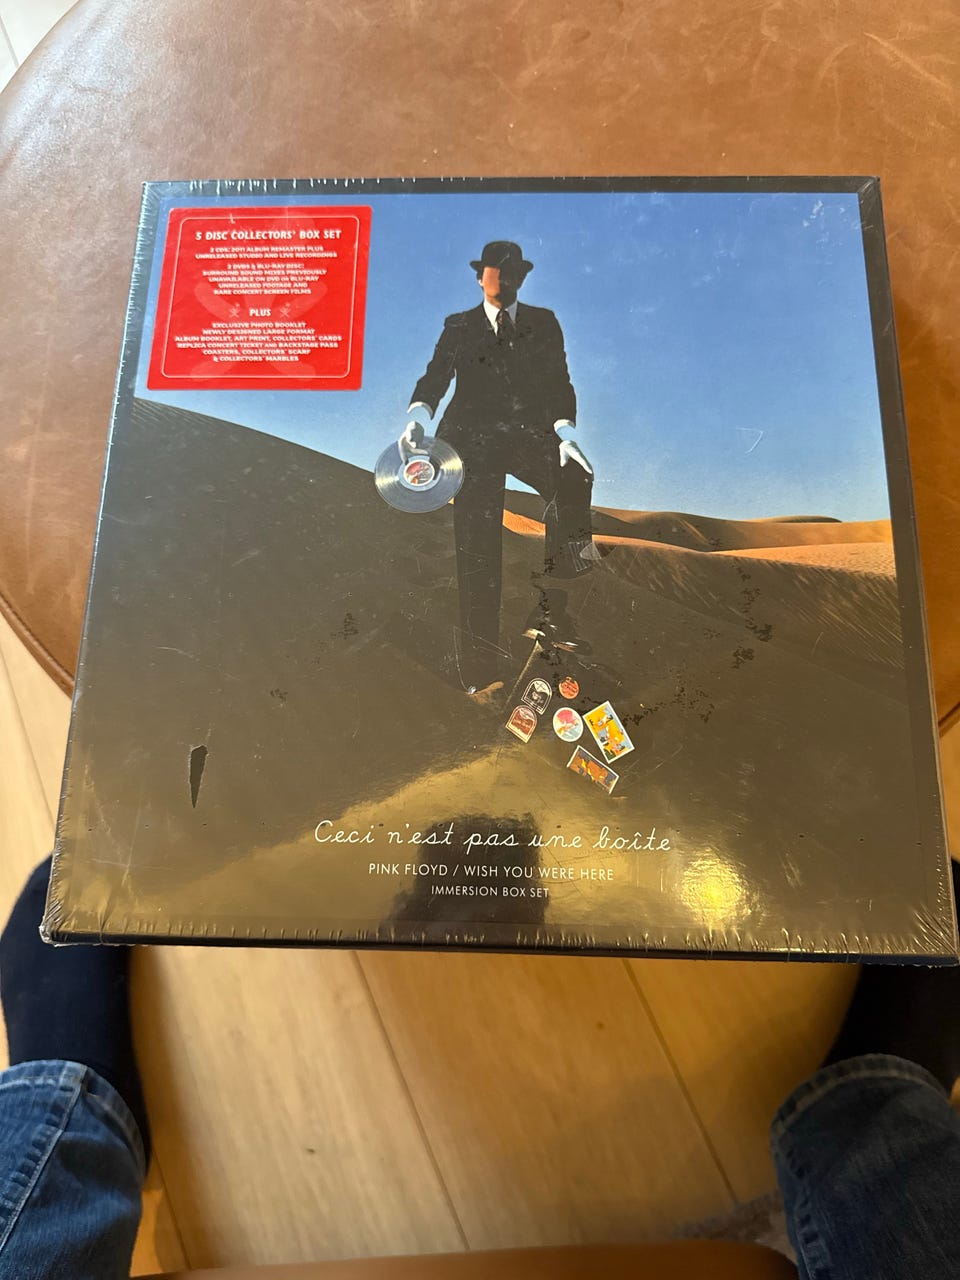 5 DISC COLLECTORS' BOX SET
2 CDS: 2011 ALBUM REMASTER PLUS
UNRELEASED STUDIO AND LIVE RECORDINGS
2 DVDS & BLU-RAY DISC:
SURROUND SOUND MIXES PREVIOUSLY
UNAVAILABLE ON DVD OR BLU-RAY
UNRELEASED FOOTAGE AND
RARE CONCERT SCREEN FILMS
PLUS
EXCLUSIVE PHOTO BOOKLET
NEWLY DESIGNED LARGE FORMAT
ALBUM BOOKLET, ART PRINT, COLLECTORS' CARDS
REPLICA CONCERT TICKET AND BACKSTAGE PASS
COASTERS, COLLECTORS' SCARF
& COLLECTORS' MARBLES
Ceci n'est pas une boîte
PINK FLOYD / WISH YOU WERE HERE
IMMERSION BOX SET